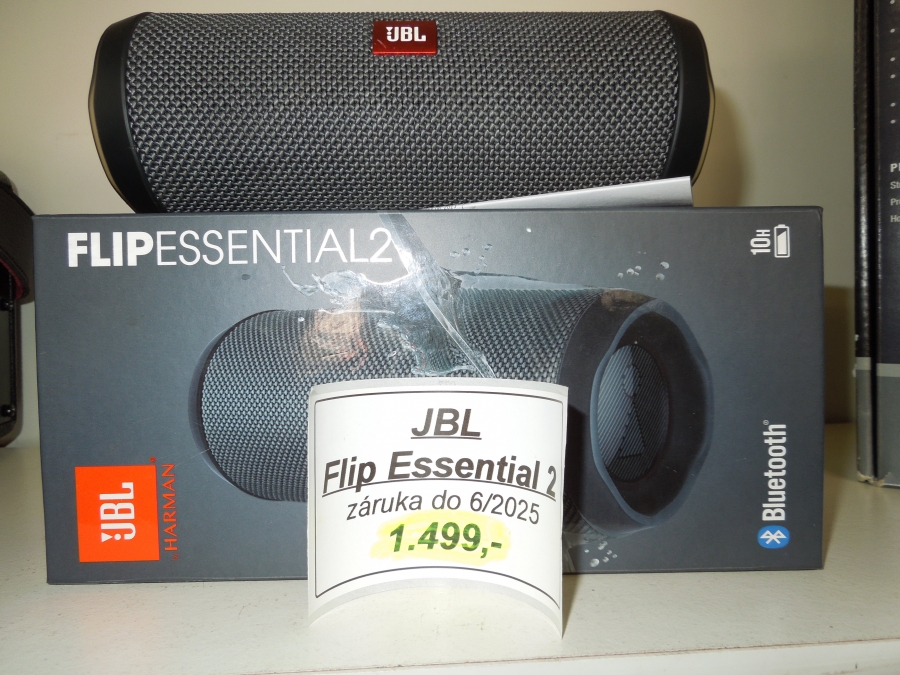 JBL
FLIPESSENTIAL2
10H
JBL
HARMAN
Bluetooth®
JBL
Flip Essential 2
záruka do 6/2025
1.499,-